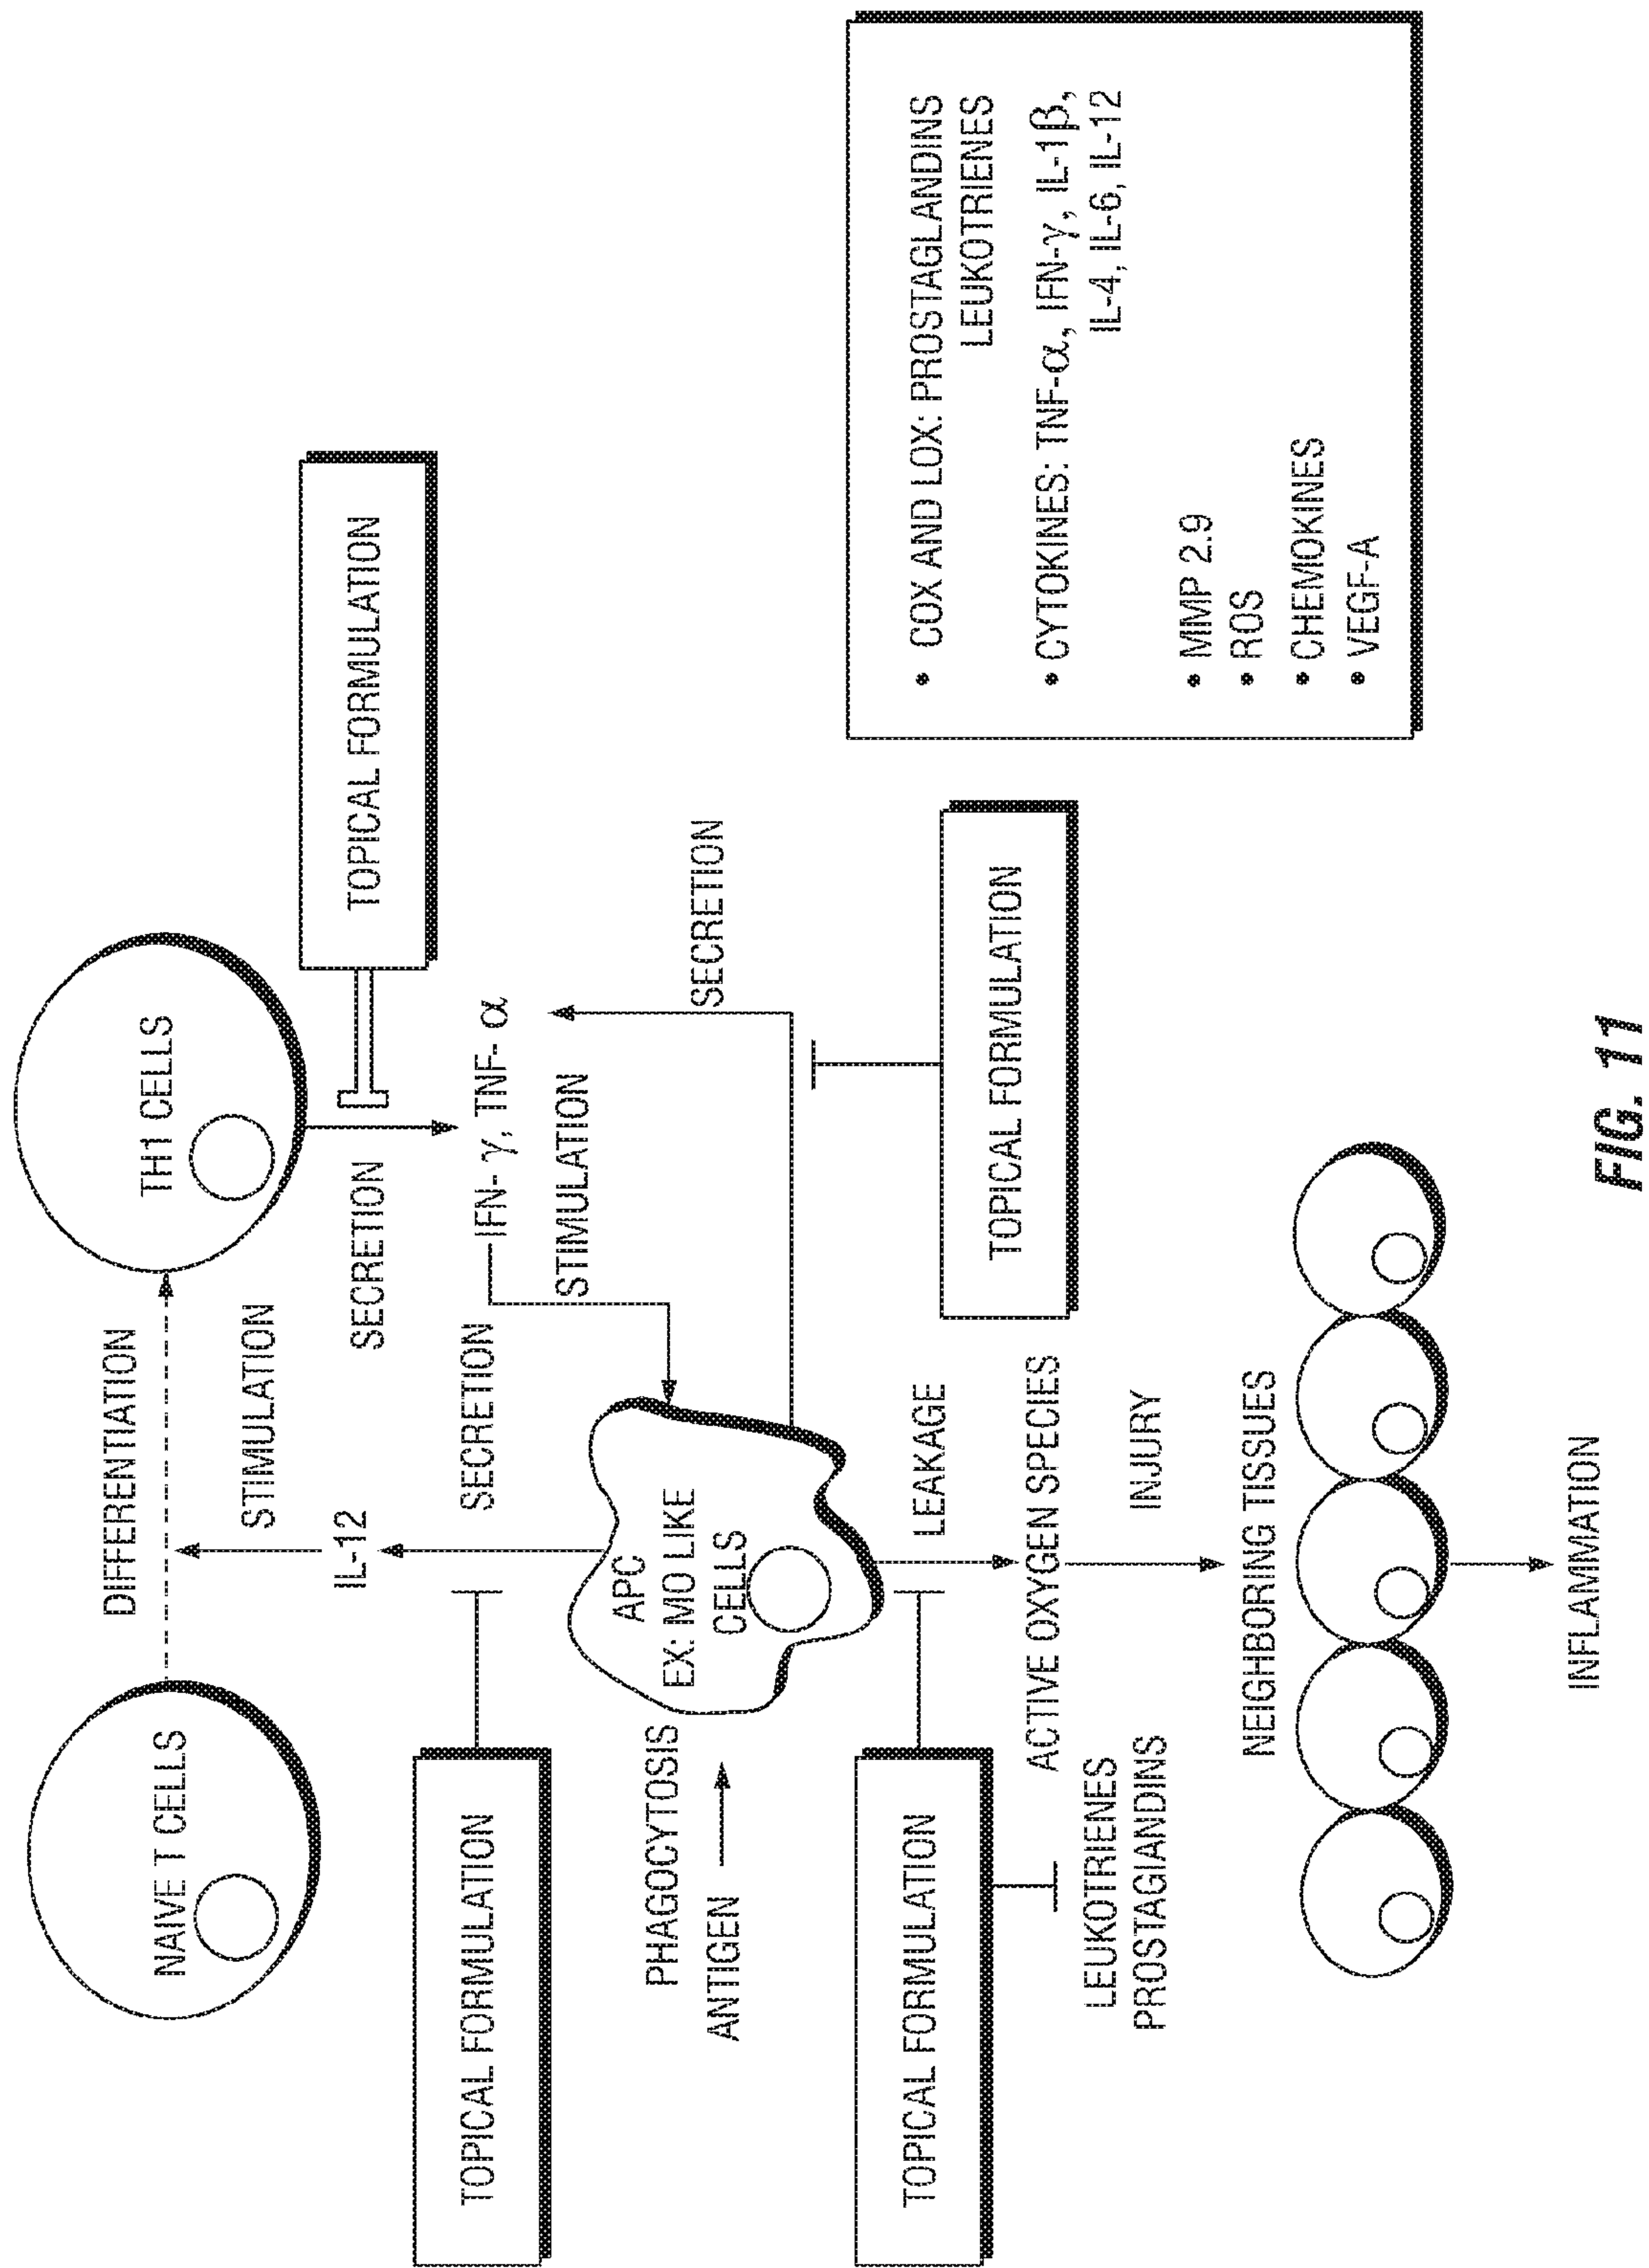 NAIVE T CELLS
DIFFERENTIATION
TH1 CELLS
STIMULATION
IL-12
TOPICAL FORMULATION
SECRETION
SECRETION
TOPICAL FORMULATION
IFN- γ, TNF- α
STIMULATION
PHAGOCYTOSIS
ANTIGEN
APC
EX: MO LIKE
CELLS
SECRETION
TOPICAL FORMULATION
LEAKAGE
TOPICAL FORMULATION
ACTIVE OXYGEN SPECIES
LEUKOTRIENES
PROSTAGIANDINS
INJURY
NEIGHBORING TISSUES
INFLAMMATION
• COX AND LOX: PROSTAGLANDINS
LEUKOTRIENES
• CYTOKINES: TNF-α, IFN-γ, IL-1β,
IL-4, IL-6, IL-12
• MMP 2.9
• ROS
• CHEMOKINES
• VEGF-A
FIG. 11